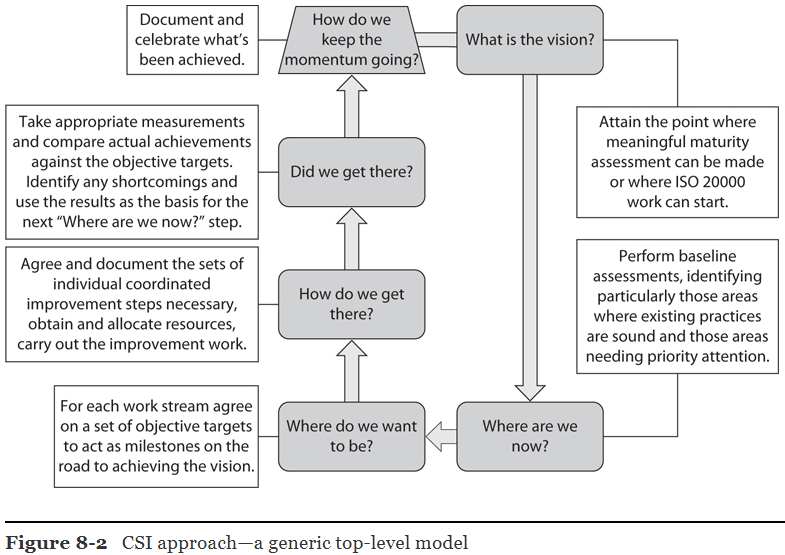 Document and
celebrate what's
been achieved.
How do we
keep the
momentum going?
What is the vision?
Attain the point where
meaningful maturity
assessment can be made
or where ISO 20000
work can start.
Take appropriate measurements
and compare actual achievements
against the objective targets.
Identify any shortcomings and
use the results as the basis for the
next “Where are we now?” step.
Did we get there?
Perform baseline
assessments, identifying
particularly those areas
where existing practices
are sound and those areas
needing priority attention.
Agree and document the sets of
individual coordinated
improvement steps necessary,
obtain and allocate resources,
carry out the improvement work.
How do we get
there?
For each work stream agree
on a set of objective targets
to act as milestones on the
road to achieving the vision.
Where do we want
to be?
Where are we
now?
Figure 8-2 CSI approach—a generic top-level model